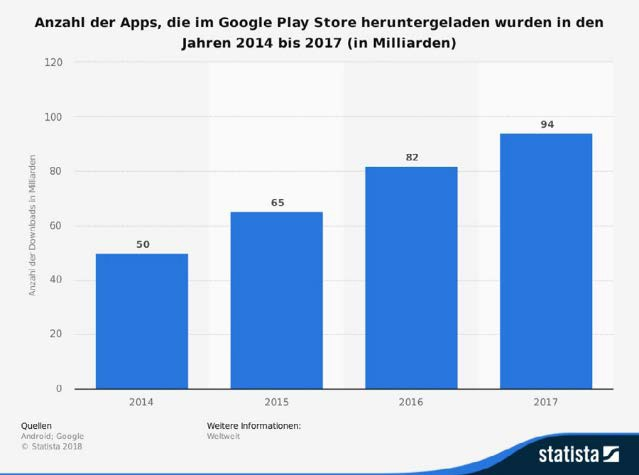 Anzahl der Apps, die im Google Play Store heruntergeladen wurden in den
Jahren 2014 bis 2017 (in Milliarden)
Anzahl der Downloads in Milliarden
120
100
80
60
40
20
0
50
65
82
94
2014
2015
2016
2017
Quellen
Android; Google
© Statista 2018
Weitere Informationen:
Weltweit
statista